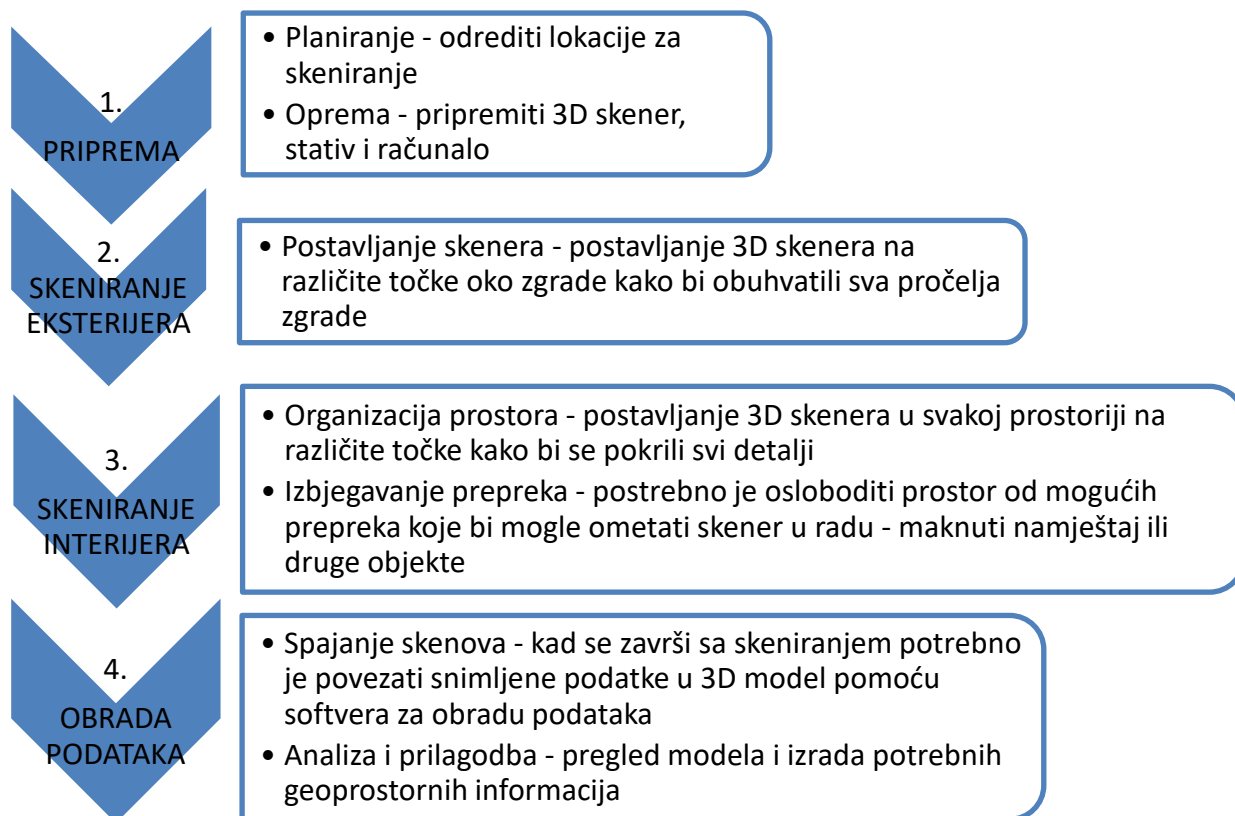 1.
PRIPREMA
• Planiranje - odrediti lokacije za
skeniranje
• Oprema - pripremiti 3D skener,
stativ i računalo
2.
SKENIRANJE
EKSTERIJERA
• Postavljanje skenera - postavljanje 3D skenera na
različite točke oko zgrade kako bi obuhvatili sva pročelja
zgrade
3.
SKENIRANJE
INTERIJERA
• Organizacija prostora - postavljanje 3D skenera u svakoj prostoriji na
različite točke kako bi se pokrili svi detalji
• Izbjegavanje prepreka - postrebno je osloboditi prostor od mogućih
prepreka koje bi mogle ometati skener u radu - maknuti namještaj ili
druge objekte
4.
OBRADA
PODATAKA
• Spajanje skenova - kad se završi sa skeniranjem potrebno
je povezati snimljene podatke u 3D model pomoću
softvera za obradu podataka
• Analiza i prilagodba - pregled modela i izrada potrebnih
geoprostornih informacija